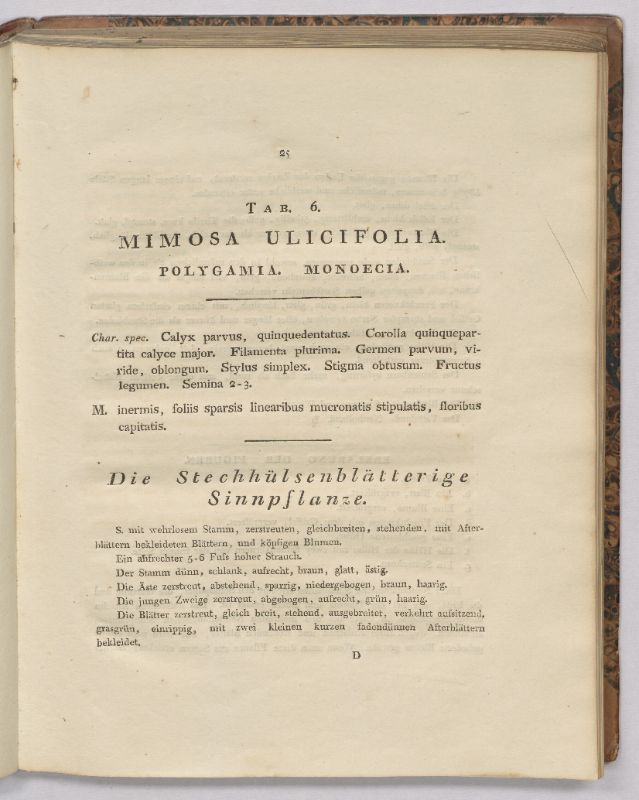 25
TAB. 6.
MIMOSA ULICIFOLIA.
POLYGAMIA. MONOECIA.
Char. spec. Calyx parvus, quinquedentatus. Corolla quinquepar-
tita calyce major. Filamenta plurima. Germen parvum, vi-
ride, oblongum. Stylus simplex. Stigma obtusum. Fructus
legumen. Semina 2-3.
M. inermis, foliis sparsis linearibus mucronatis stipulatis, floribus
capitatis.
Die Stechhülsenblätterige
Sinnpflanze.
S. mit wehrlosem Stamm, zerstreuten, gleichbreiten, stehenden, mit After-
blättern bekleideten Blättern, und köpfigen Blumen.
Ein aufrechter 5-6 Fuſs hoher Strauch.
Der Stamm dünn, schlank, aufrecht, braun, glatt, ästig.
Die Äste zerstreut, abstehend, sparrig, niedergebogen, braun, haarig.
Die jungen Zweige zerstreut, abgebogen, aufrecht, grün, haarig.
Die Blätter zerstreut, gleich breit, stehend, ausgebreitet, verkehrt aufsitzend,
grasgrün, einrippig, mit zwei kleinen kurzen fadendünnen Afterblättern
bekleidet.
D